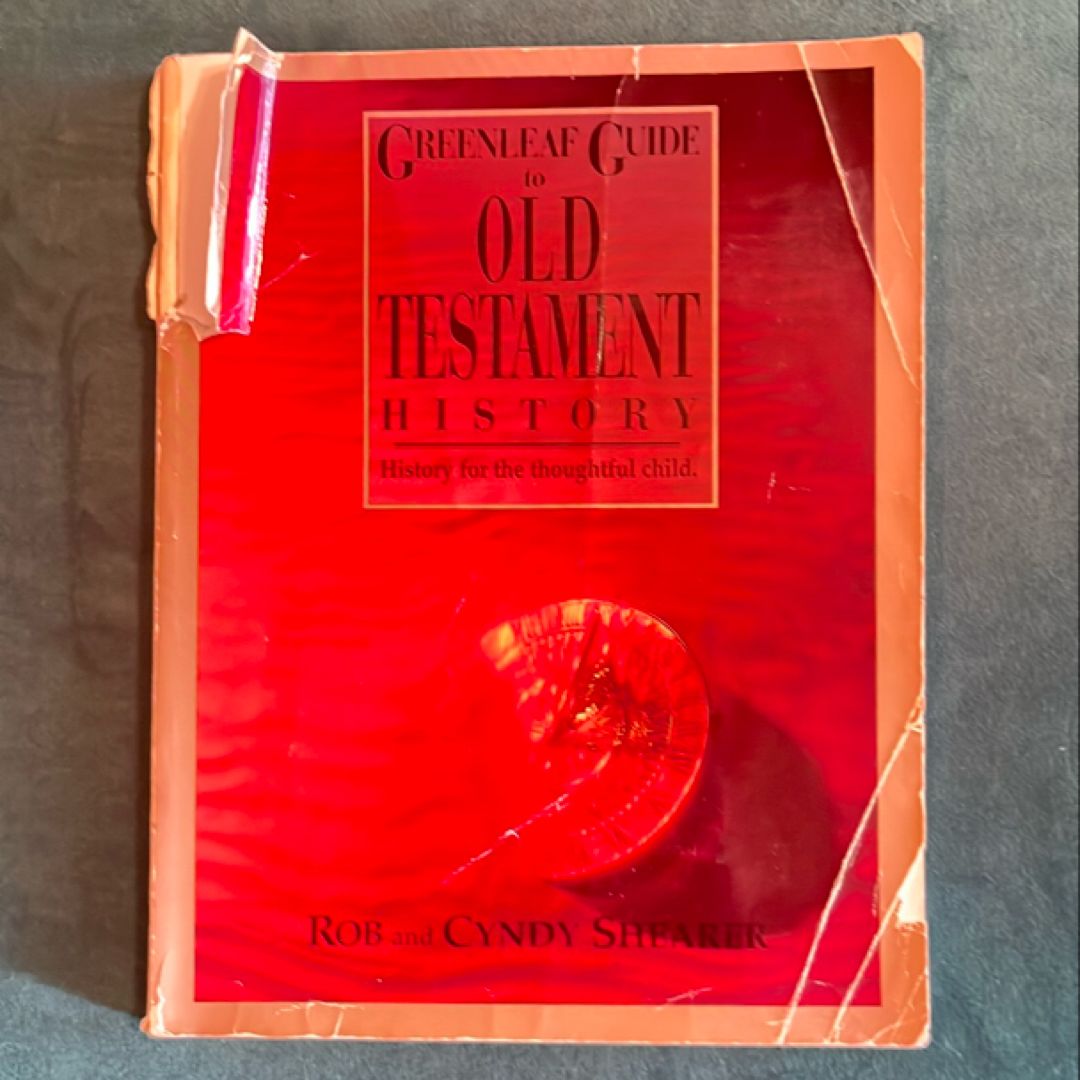 GREENLEAF GUIDE
to
OLD
TESTAMENT
HISTORY
History for the thoughtful child.
ROB and CYNDY SHEARER